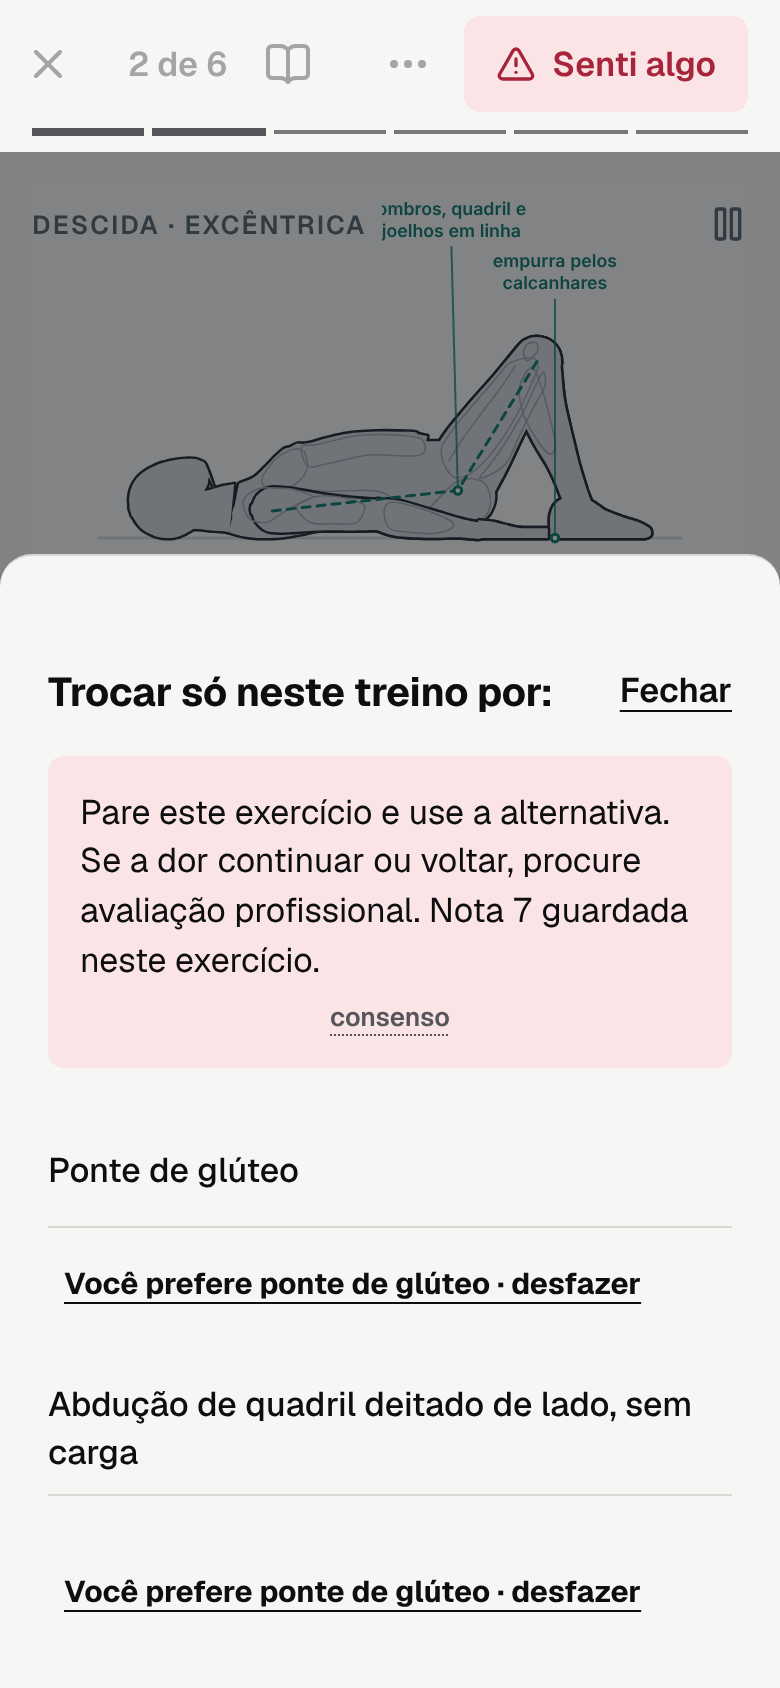 2 de 6
Senti algo
DESCIDA · EXCÊNTRICA
ombros, quadril e
joelhos em linha
empurra pelos
calcanhares
Trocar só neste treino por:
Fechar
Pare este exercício e use a alternativa.
Se a dor continuar ou voltar, procure
avaliação profissional. Nota 7 guardada
neste exercício.
consenso
Ponte de glúteo
Você prefere ponte de glúteo · desfazer
Abdução de quadril deitado de lado, sem
carga
Você prefere ponte de glúteo · desfazer